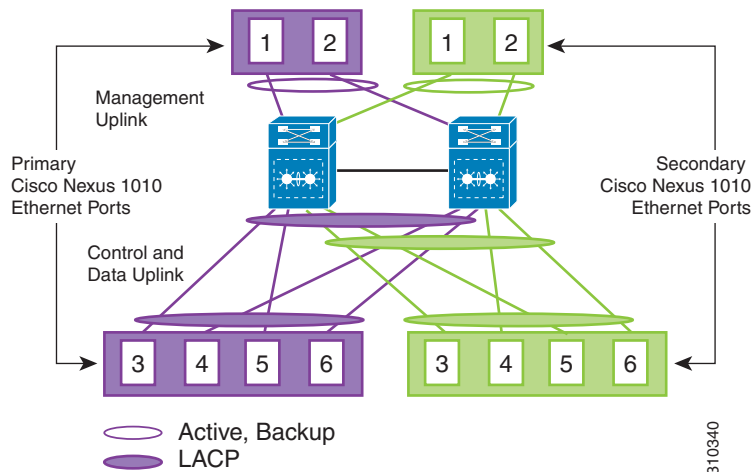 1 2
1 2
Management
Uplink
Primary
Cisco Nexus 1010
Ethernet Ports
Secondary
Cisco Nexus 1010
Ethernet Ports
Control and
Data Uplink
3 4 5 6
3 4 5 6
Active, Backup
LACP
310340